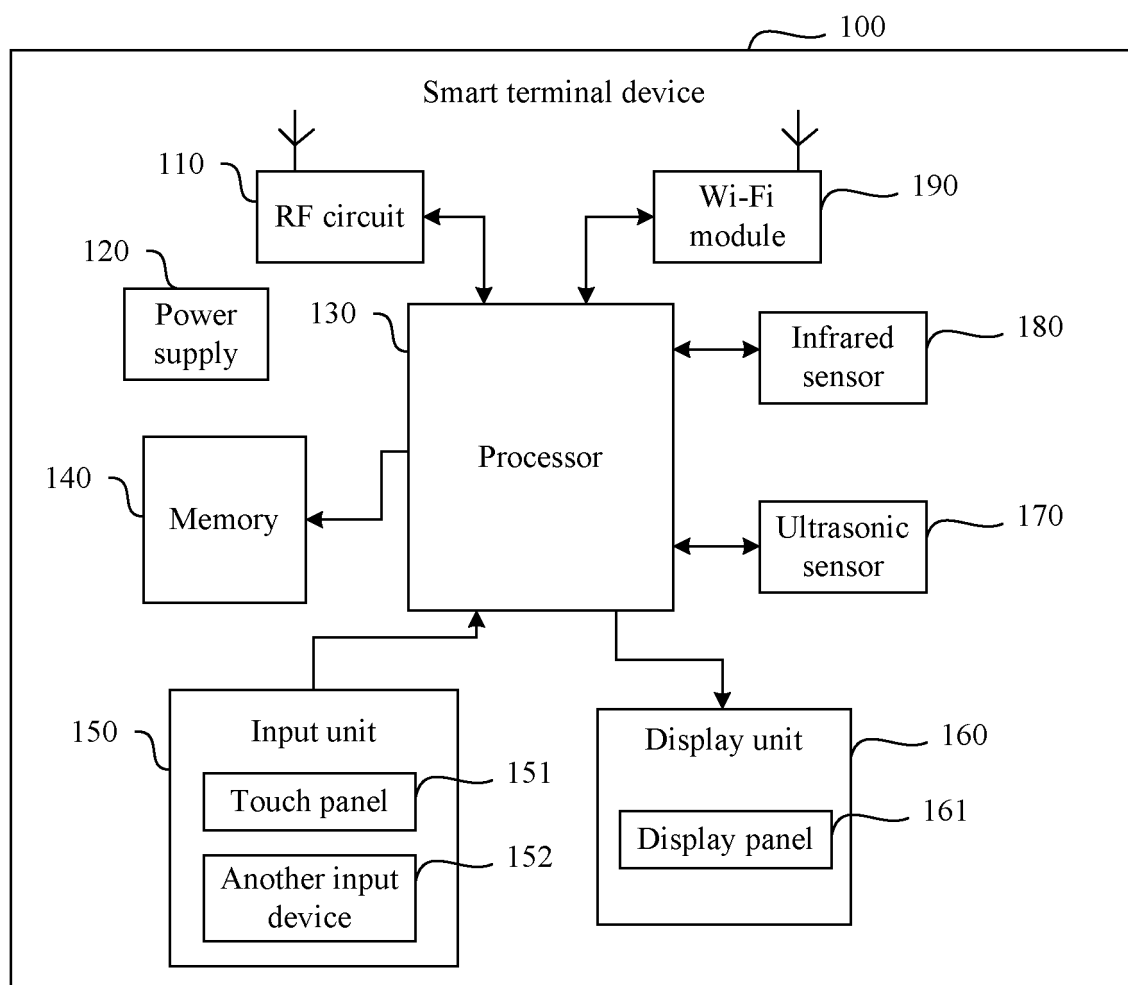 100
Smart terminal device
110
RF circuit
Wi-Fi
module
190
120
Power
supply
130
Infrared
sensor
180
Processor
140
Memory
Ultrasonic
sensor
170
150
Input unit
Touch panel
151
Another input
device
152
Display unit
160
Display panel
161